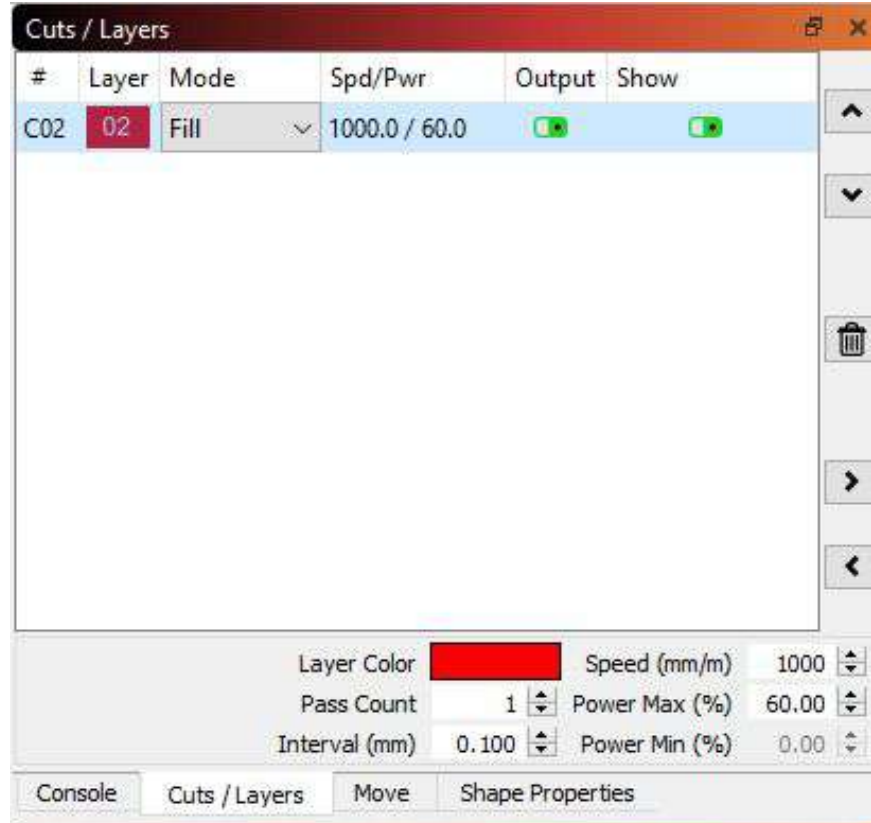 Cuts / Layers
# Layer Mode Spd/Pwr Output Show
C02 02 Fill 1000.0 / 60.0
Layer Color Speed (mm/m) 1000
Pass Count 1 Power Max (%) 60.00
Interval (mm) 0.100 Power Min (%) 0.00
Console Cuts / Layers Move Shape Properties